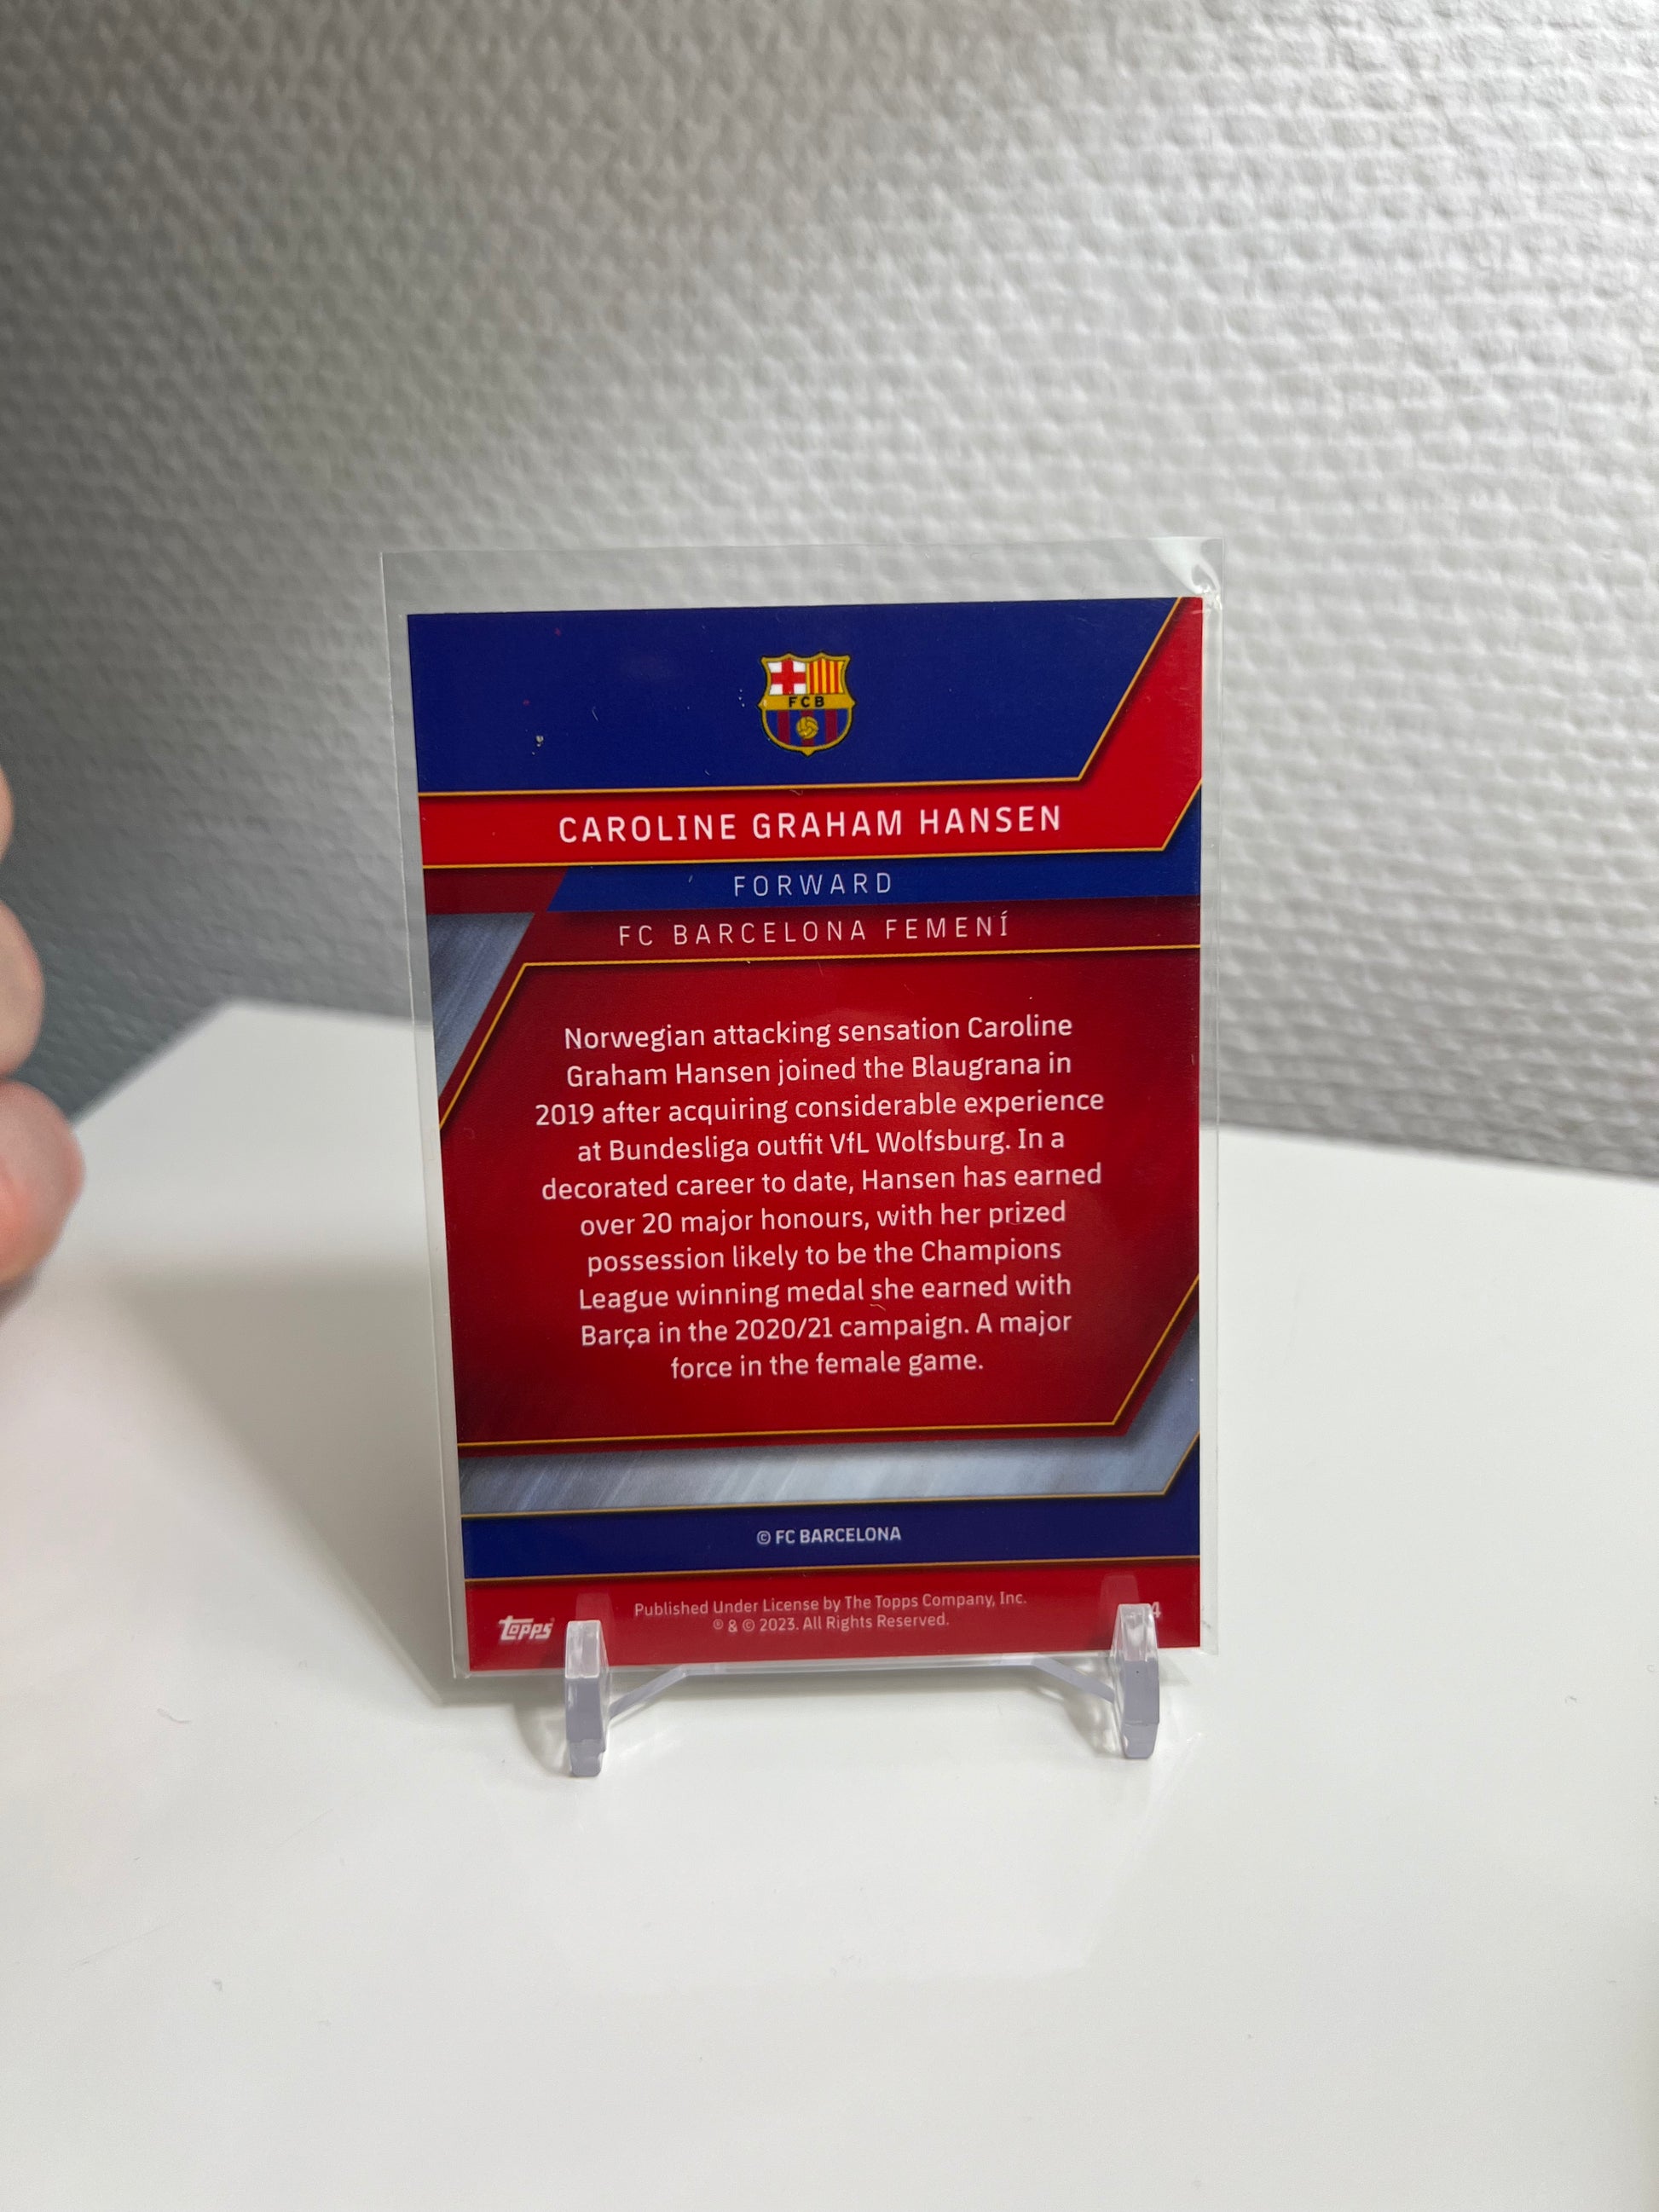 FCB
CAROLINE GRAHAM HANSEN
FORWARD
FC BARCELONA FEMENÍ
Norwegian attacking sensation Caroline
Graham Hansen joined the Blaugrana in
2019 after acquiring considerable experience
at Bundesliga outfit VfL Wolfsburg. In a
decorated career to date, Hansen has earned
over 20 major honours, with her prized
possession likely to be the Champions
League winning medal she earned with
Barça in the 2020/21 campaign. A major
force in the female game.
© FC BARCELONA
Published Under License by The Topps Company, Inc.
® & © 2023. All Rights Reserved.
topps